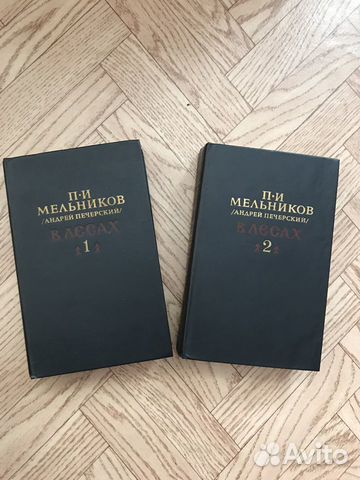 П·И
МЕЛЬНИКОВ
/АНДРЕЙ ПЕЧЕРСКИЙ/
В ЛЕСАХ
1
П·И
МЕЛЬНИКОВ
/АНДРЕЙ ПЕЧЕРСКИЙ/
В ЛЕСАХ
2
Avito